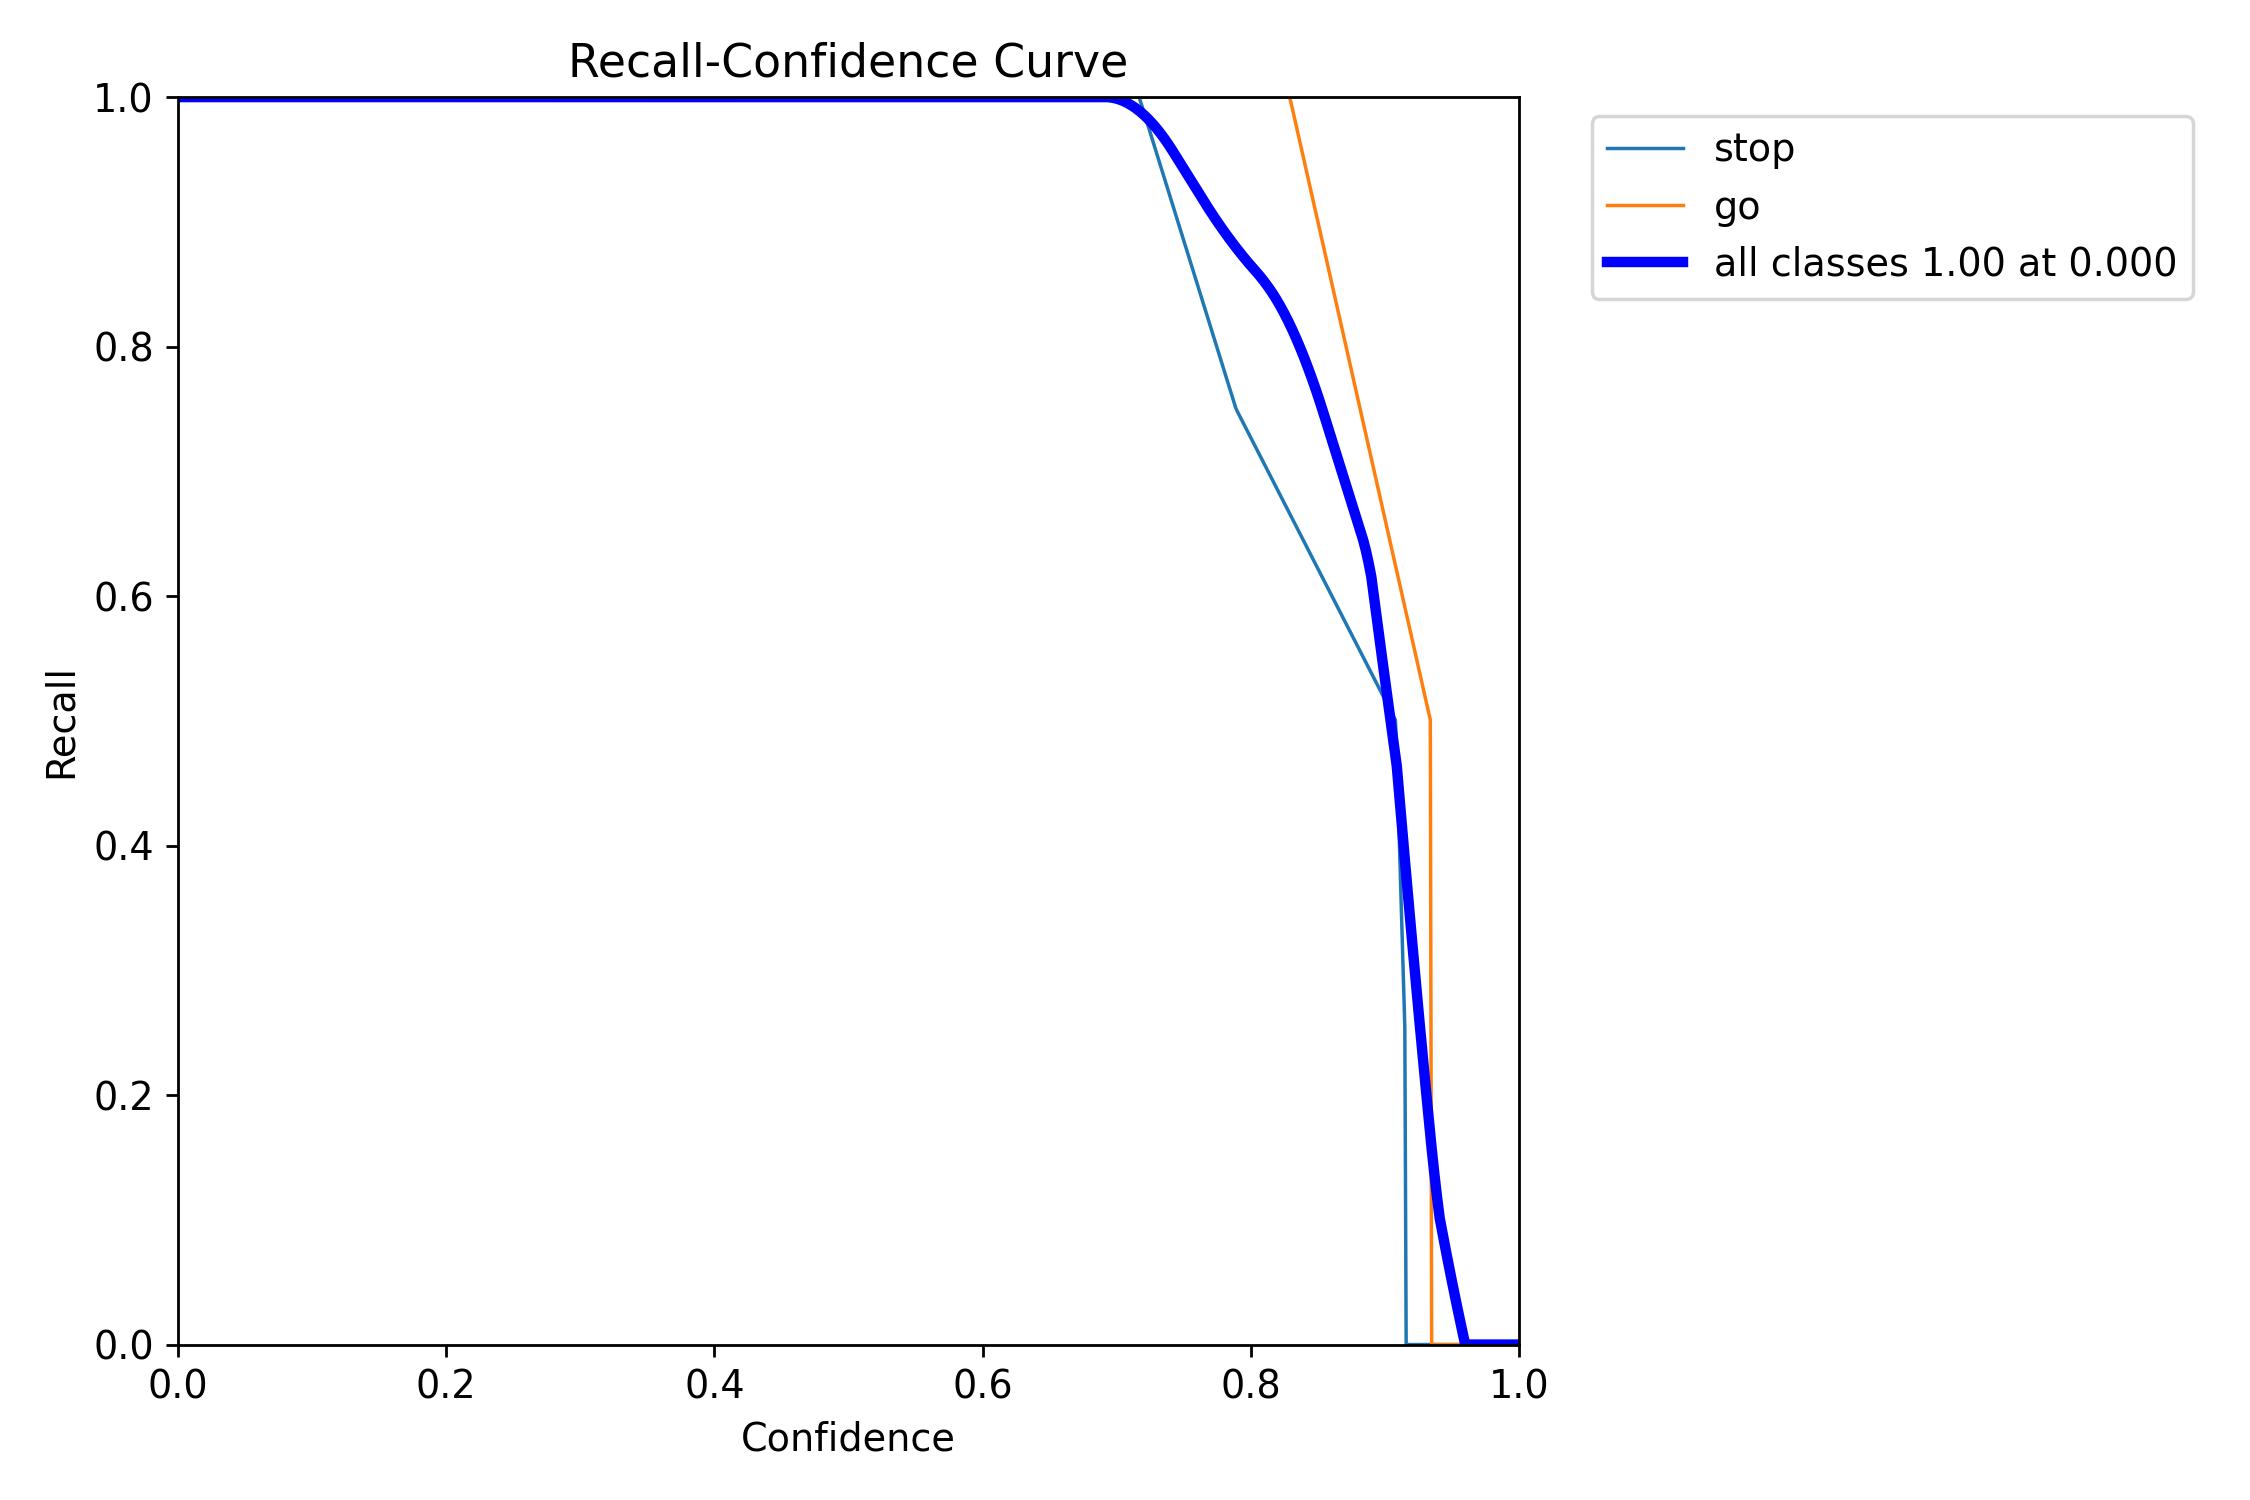 Recall-Confidence Curve
1.0
0.8
0.6
0.4
0.2
0.0
Recall
0.0 0.2 0.4 0.6 0.8 1.0
Confidence
stop
go
all classes 1.00 at 0.000